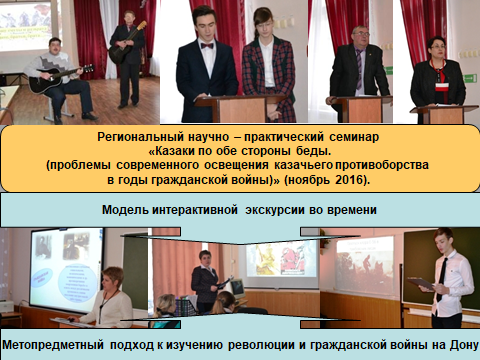 Региональный научно – практический семинар
«Казаки по обе стороны беды.
(проблемы современного освещения казачьего противоборства
в годы гражданской войны)» (ноябрь 2016).
Модель интерактивной экскурсии во времени
Метопредметный подход к изучению революции и гражданской войны на Дону